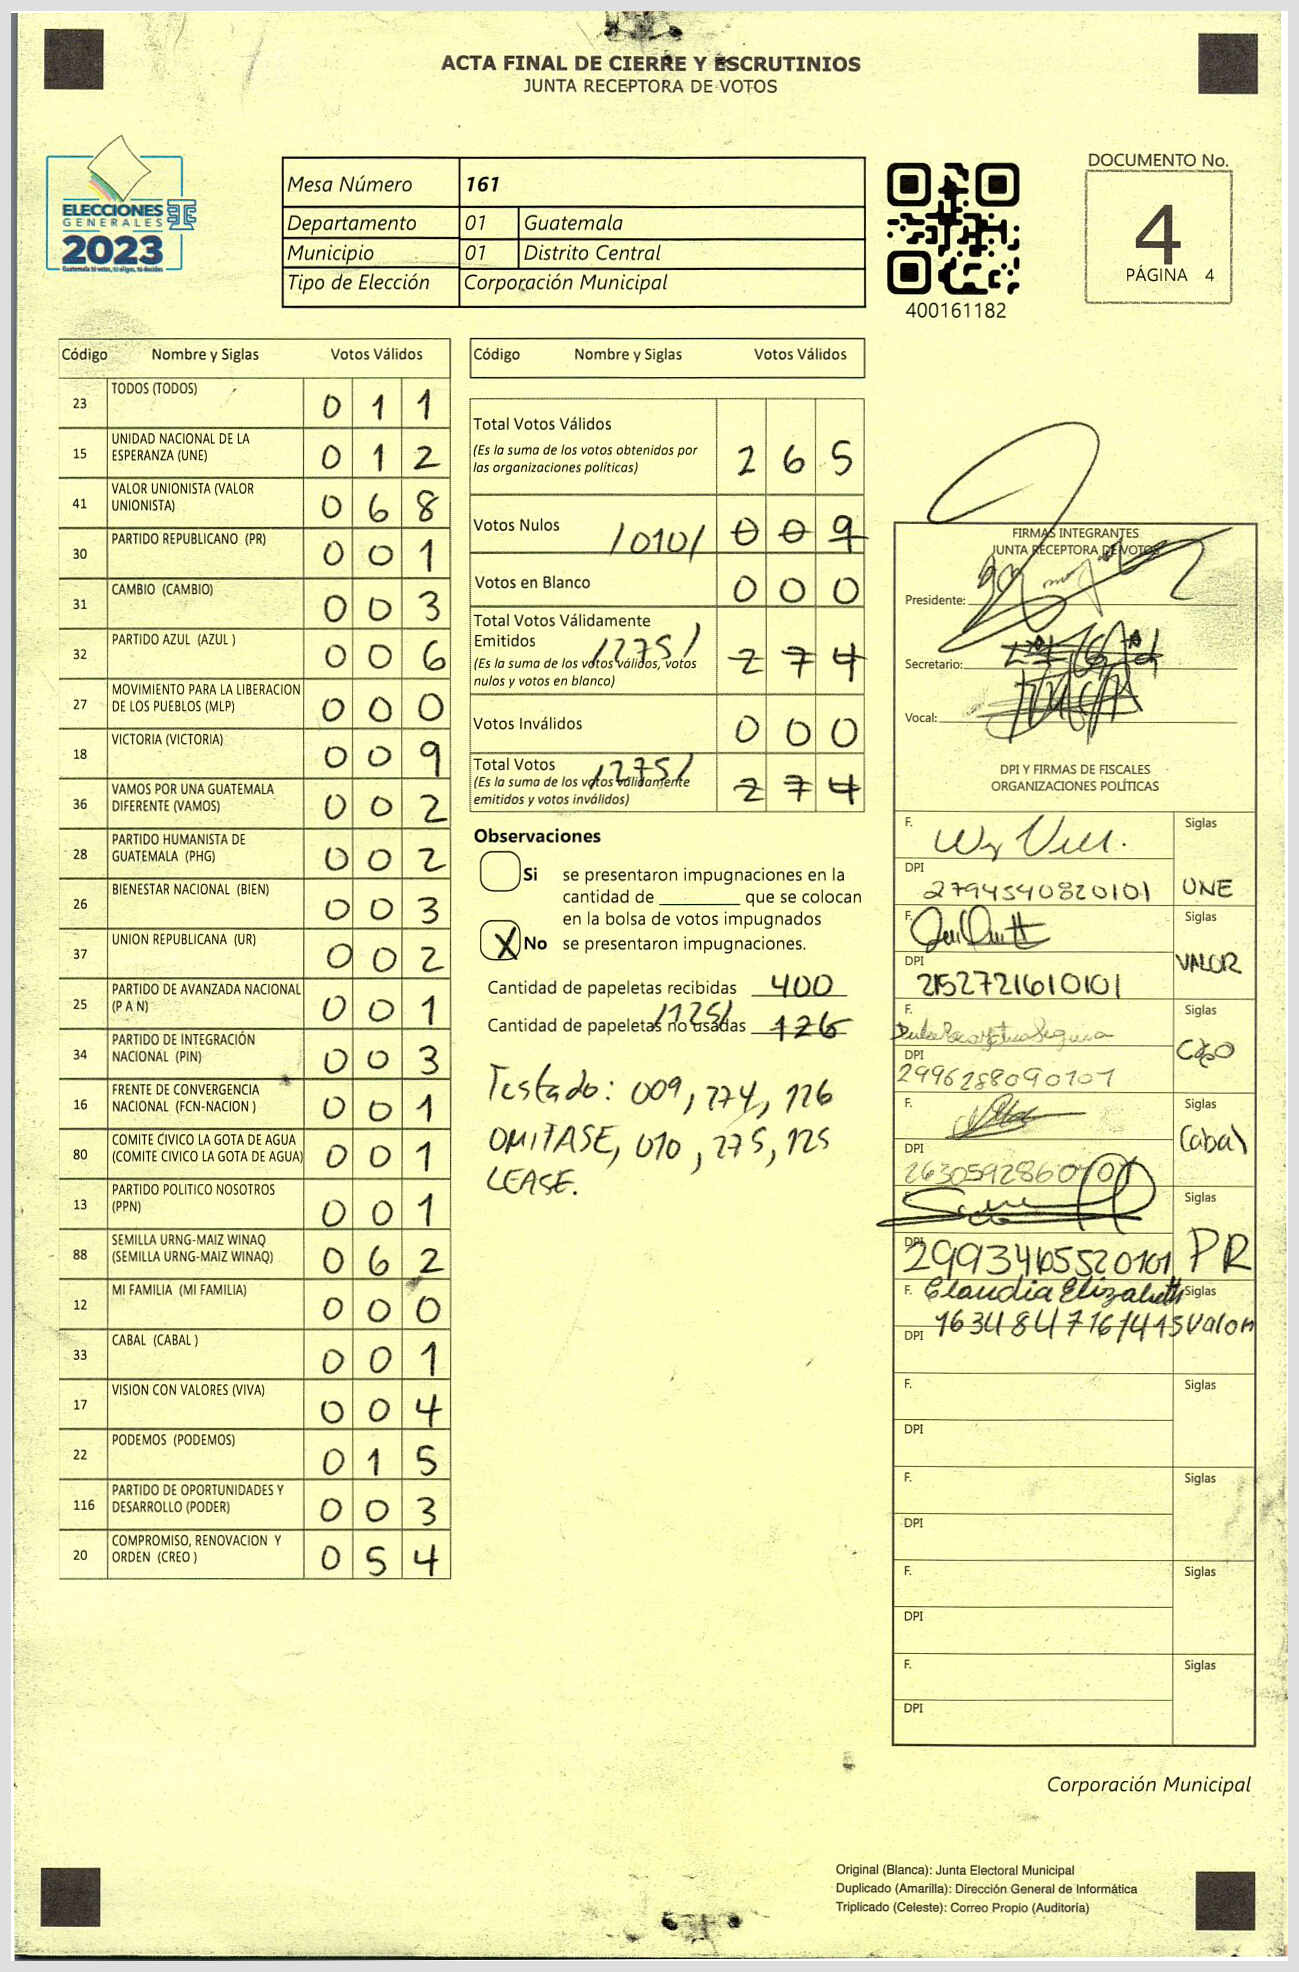 ACTA FINAL DE CIERRE Y ESCRUTINIOS
JUNTA RECEPTORA DE VOTOS
ELECCIONES
GENERALES
2023
Guatemala tú votas, tú eliges, tú decides
Mesa Número 161
Departamento 01 Guatemala
Municipio 01 Distrito Central
Tipo de Elección Corporación Municipal
400161182
DOCUMENTO No.
4
PÁGINA 4
Código Nombre y Siglas Votos Válidos
23 TODOS (TODOS) 0 1 1
15 UNIDAD NACIONAL DE LA ESPERANZA (UNE) 0 1 2
41 VALOR UNIONISTA (VALOR UNIONISTA) 0 6 8
30 PARTIDO REPUBLICANO (PR) 0 0 1
31 CAMBIO (CAMBIO) 0 0 3
32 PARTIDO AZUL (AZUL ) 0 0 6
27 MOVIMIENTO PARA LA LIBERACION DE LOS PUEBLOS (MLP) 0 0 0
18 VICTORIA (VICTORIA) 0 0 9
36 VAMOS POR UNA GUATEMALA DIFERENTE (VAMOS) 0 0 2
28 PARTIDO HUMANISTA DE GUATEMALA (PHG) 0 0 2
26 BIENESTAR NACIONAL (BIEN) 0 0 3
37 UNION REPUBLICANA (UR) 0 0 2
25 PARTIDO DE AVANZADA NACIONAL (P A N) 0 0 1
34 PARTIDO DE INTEGRACIÓN NACIONAL (PIN) 0 0 3
16 FRENTE DE CONVERGENCIA NACIONAL (FCN-NACION ) 0 0 1
80 COMITE CÍVICO LA GOTA DE AGUA (COMITE CIVICO LA GOTA DE AGUA) 0 0 1
13 PARTIDO POLITICO NOSOTROS (PPN) 0 0 1
88 SEMILLA URNG-MAIZ WINAQ (SEMILLA URNG-MAIZ WINAQ) 0 6 2
12 MI FAMILIA (MI FAMILIA) 0 0 0
33 CABAL (CABAL ) 0 0 1
17 VISION CON VALORES (VIVA) 0 0 4
22 PODEMOS (PODEMOS) 0 1 5
116 PARTIDO DE OPORTUNIDADES Y DESARROLLO (PODER) 0 0 3
20 COMPROMISO, RENOVACION Y ORDEN (CREO ) 0 5 4
Código Nombre y Siglas Votos Válidos
Total Votos Válidos 2 6 5
(Es la suma de los votos obtenidos por
las organizaciones políticas)
Votos Nulos /010/ 0 0 9
Votos en Blanco 0 0 0
Total Votos Válidamente
Emitidos /275/ 2 7 4
(Es la suma de los votos válidos, votos
nulos y votos en blanco)
Votos Inválidos 0 0 0
Total Votos /275/ 2 7 4
(Es la suma de los votos válidamente
emitidos y votos inválidos)
Observaciones
Si se presentaron impugnaciones en la
cantidad de ________ que se colocan
en la bolsa de votos impugnados
X No se presentaron impugnaciones.
Cantidad de papeletas recibidas 400
Cantidad de papeletas no usadas /125/ 126
Testado: 009, 274, 126
OMITASE, 010, 275, 125
LEASE.
FIRMAS INTEGRANTES
JUNTA RECEPTORA DE VOTOS
Presidente:
Secretario:
Vocal:
DPI Y FIRMAS DE FISCALES
ORGANIZACIONES POLÍTICAS
F. Siglas
DPI 2794540820101 UNE
F. Siglas
DPI 2152721610101 VALOR
F. Siglas
DPI 2996288090101
F. Siglas
DPI 2630592860101 Cabal
Siglas
DPI 2993465520101 PR
F. Claudia Elizabeth Siglas
DPI 1634847161415 Valor
F. Siglas
DPI
F. Siglas
DPI
F. Siglas
DPI
F. Siglas
DPI
Corporación Municipal
Original (Blanca): Junta Electoral Municipal
Duplicado (Amarilla): Dirección General de Informática
Triplicado (Celeste): Correo Propio (Auditoría)